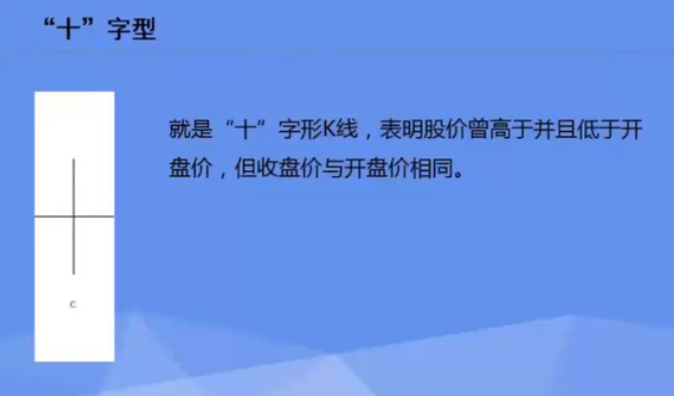 “十”字型
就是“十”字形K线，表明股价曾高于并且低于开
盘价，但收盘价与开盘价相同。
c